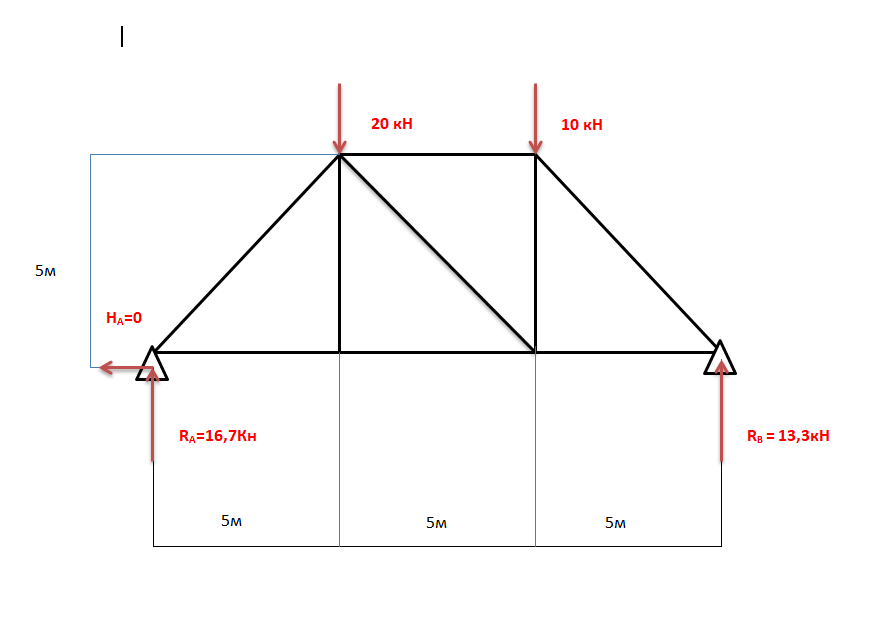 20 кН
10 кН
5м
HA=0
RA=16,7Кн
RB = 13,3кН
5м
5м
5м